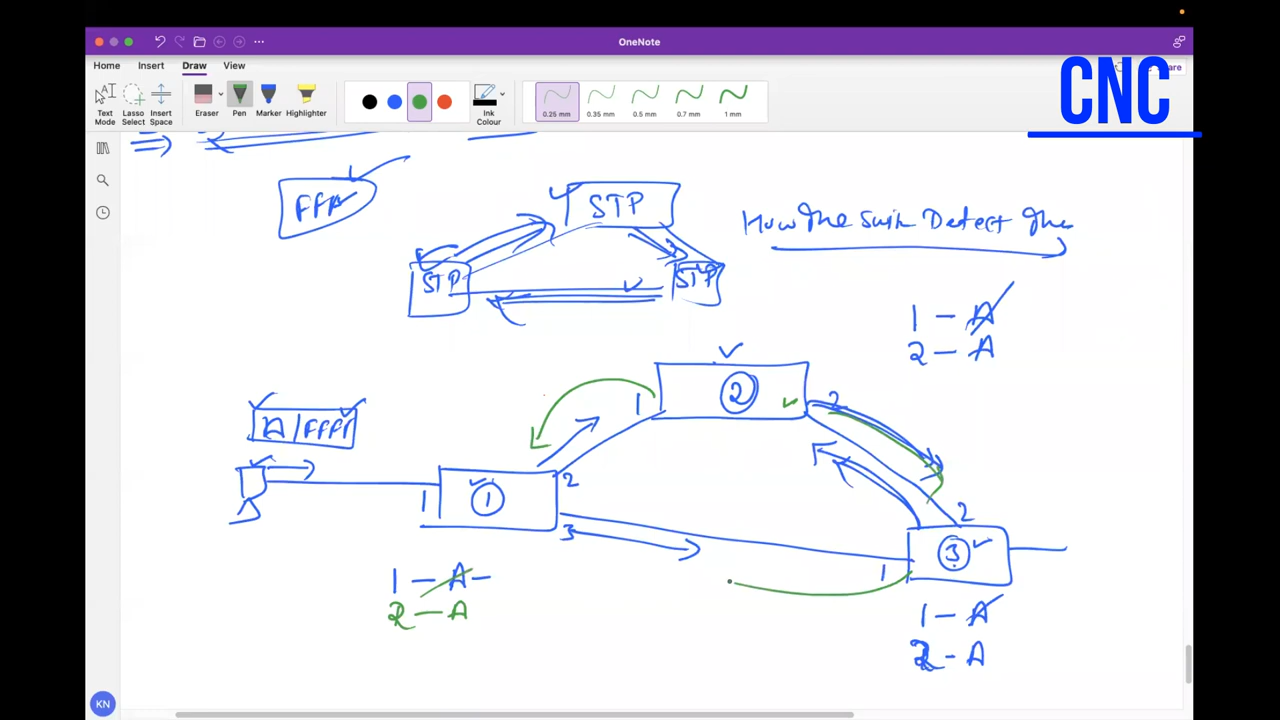 OneNote
Home Insert Draw View
CNC
Text Mode
Lasso Select
Insert Space
Eraser
Pen
Marker
Highlighter
Ink Colour
0.25 mm
0.35 mm
0.5 mm
0.7 mm
1 mm
FFA
STP
How the Swih Detect the
STP
STP
1 - A
2 - A
A/FFFF
1
2
2
1
1
2
3
2
1
3
1 - A -
2 - A
1 - A
2 - A
KN